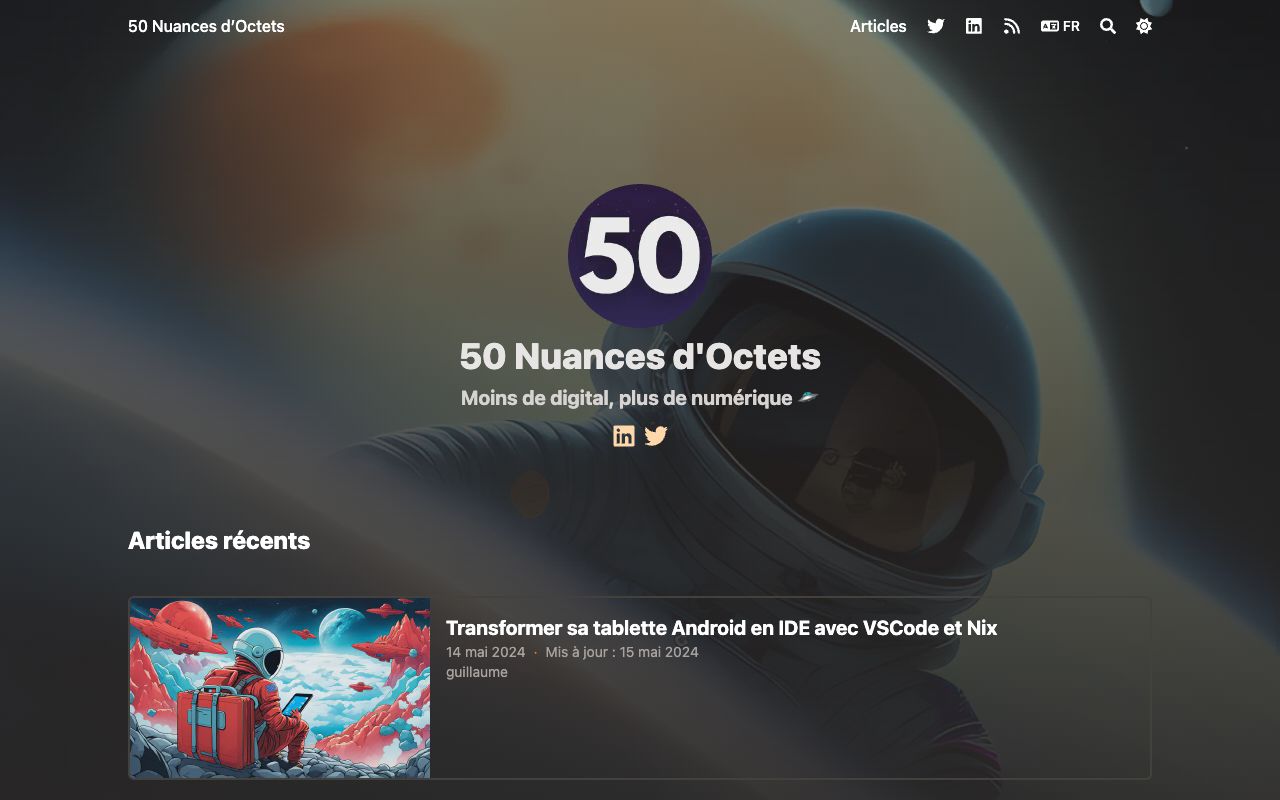 50 Nuances d’Octets
Articles
FR
50
50 Nuances d'Octets
Moins de digital, plus de numérique 🛸
Articles récents
Transformer sa tablette Android en IDE avec VSCode et Nix
14 mai 2024 · Mis à jour : 15 mai 2024
guillaume